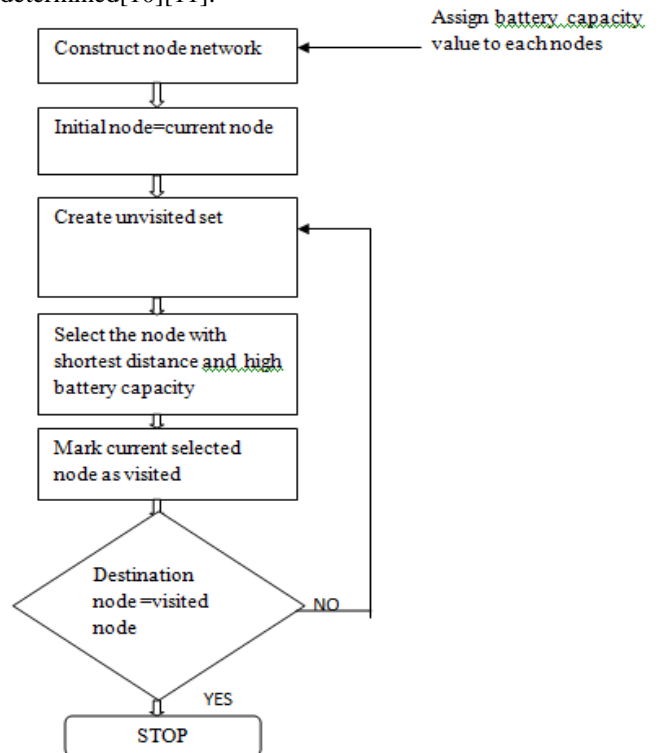 determined[10][11].
Assign battery capacity
value to each nodes
Construct node network
Initial node=current node
Create unvisited set
Select the node with
shortest distance and high
battery capacity
Mark current selected
node as visited
Destination
node =visited
node
NO
YES
STOP